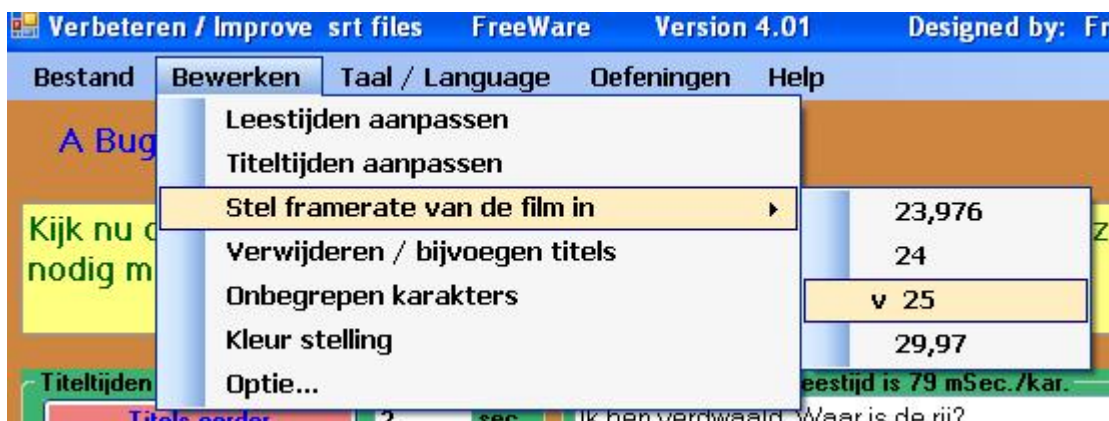 Verbeteren / Improve srt files FreeWare Version 4.01 Designed by: Fr
Bestand Bewerken Taal / Language Oefeningen Help
A Bug
Leestijden aanpassen
Titeltijden aanpassen
Stel framerate van de film in
Verwijderen / bijvoegen titels
Onbegrepen karakters
Kleur stelling
Optie...
23,976
24
v 25
29,97
Kijk nu
nodig m
Titeltijden
eestijd is 79 mSec./kar.
2 sec
Ik ben verdwaald. Waar is de rij?